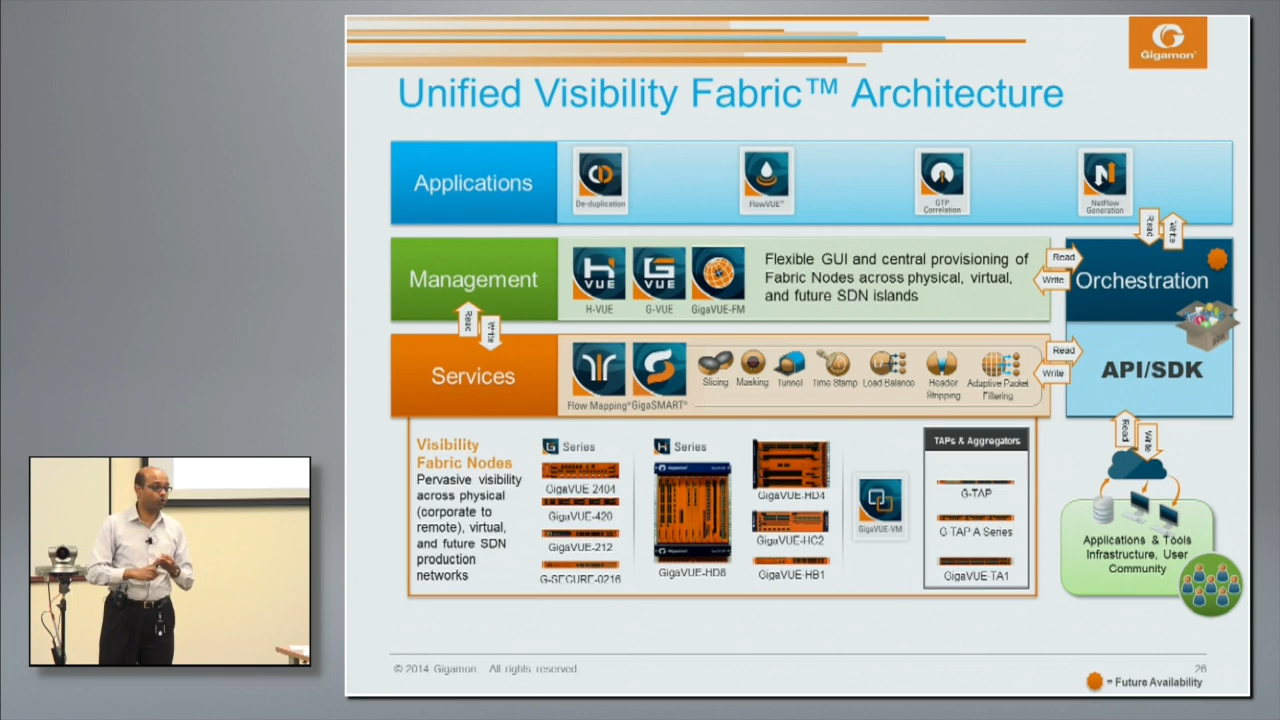 Gigamon®
Unified Visibility Fabric™ Architecture
Applications
De-duplication
FlowVUE™
GTP
Correlation
NetFlow
Generation
Read
Write
Management
H-VUE
G-VUE
GigaVUE-FM
Flexible GUI and central provisioning of
Fabric Nodes across physical, virtual,
and future SDN islands
Read
Write
Orchestration
Read
Write
Services
Flow Mapping®
GigaSMART®
Slicing
Masking
Tunnel
Time Stamp
Load Balance
Header
Stripping
Adaptive Packet
Filtering
Read
Write
API/SDK
Read
Write
Visibility
Fabric Nodes
Pervasive visibility
across physical
(corporate to
remote), virtual,
and future SDN
production
networks
G Series
GigaVUE-2404
GigaVUE-420
GigaVUE-212
G-SECURE-0216
H Series
GigaVUE-HD8
GigaVUE-HD4
GigaVUE-HC2
GigaVUE-HB1
GigaVUE-VM
TAPs & Aggregators
G-TAP
G-TAP A Series
GigaVUE-TA1
Applications & Tools
Infrastructure, User
Community
© 2014 Gigamon All rights reserved
26
= Future Availability